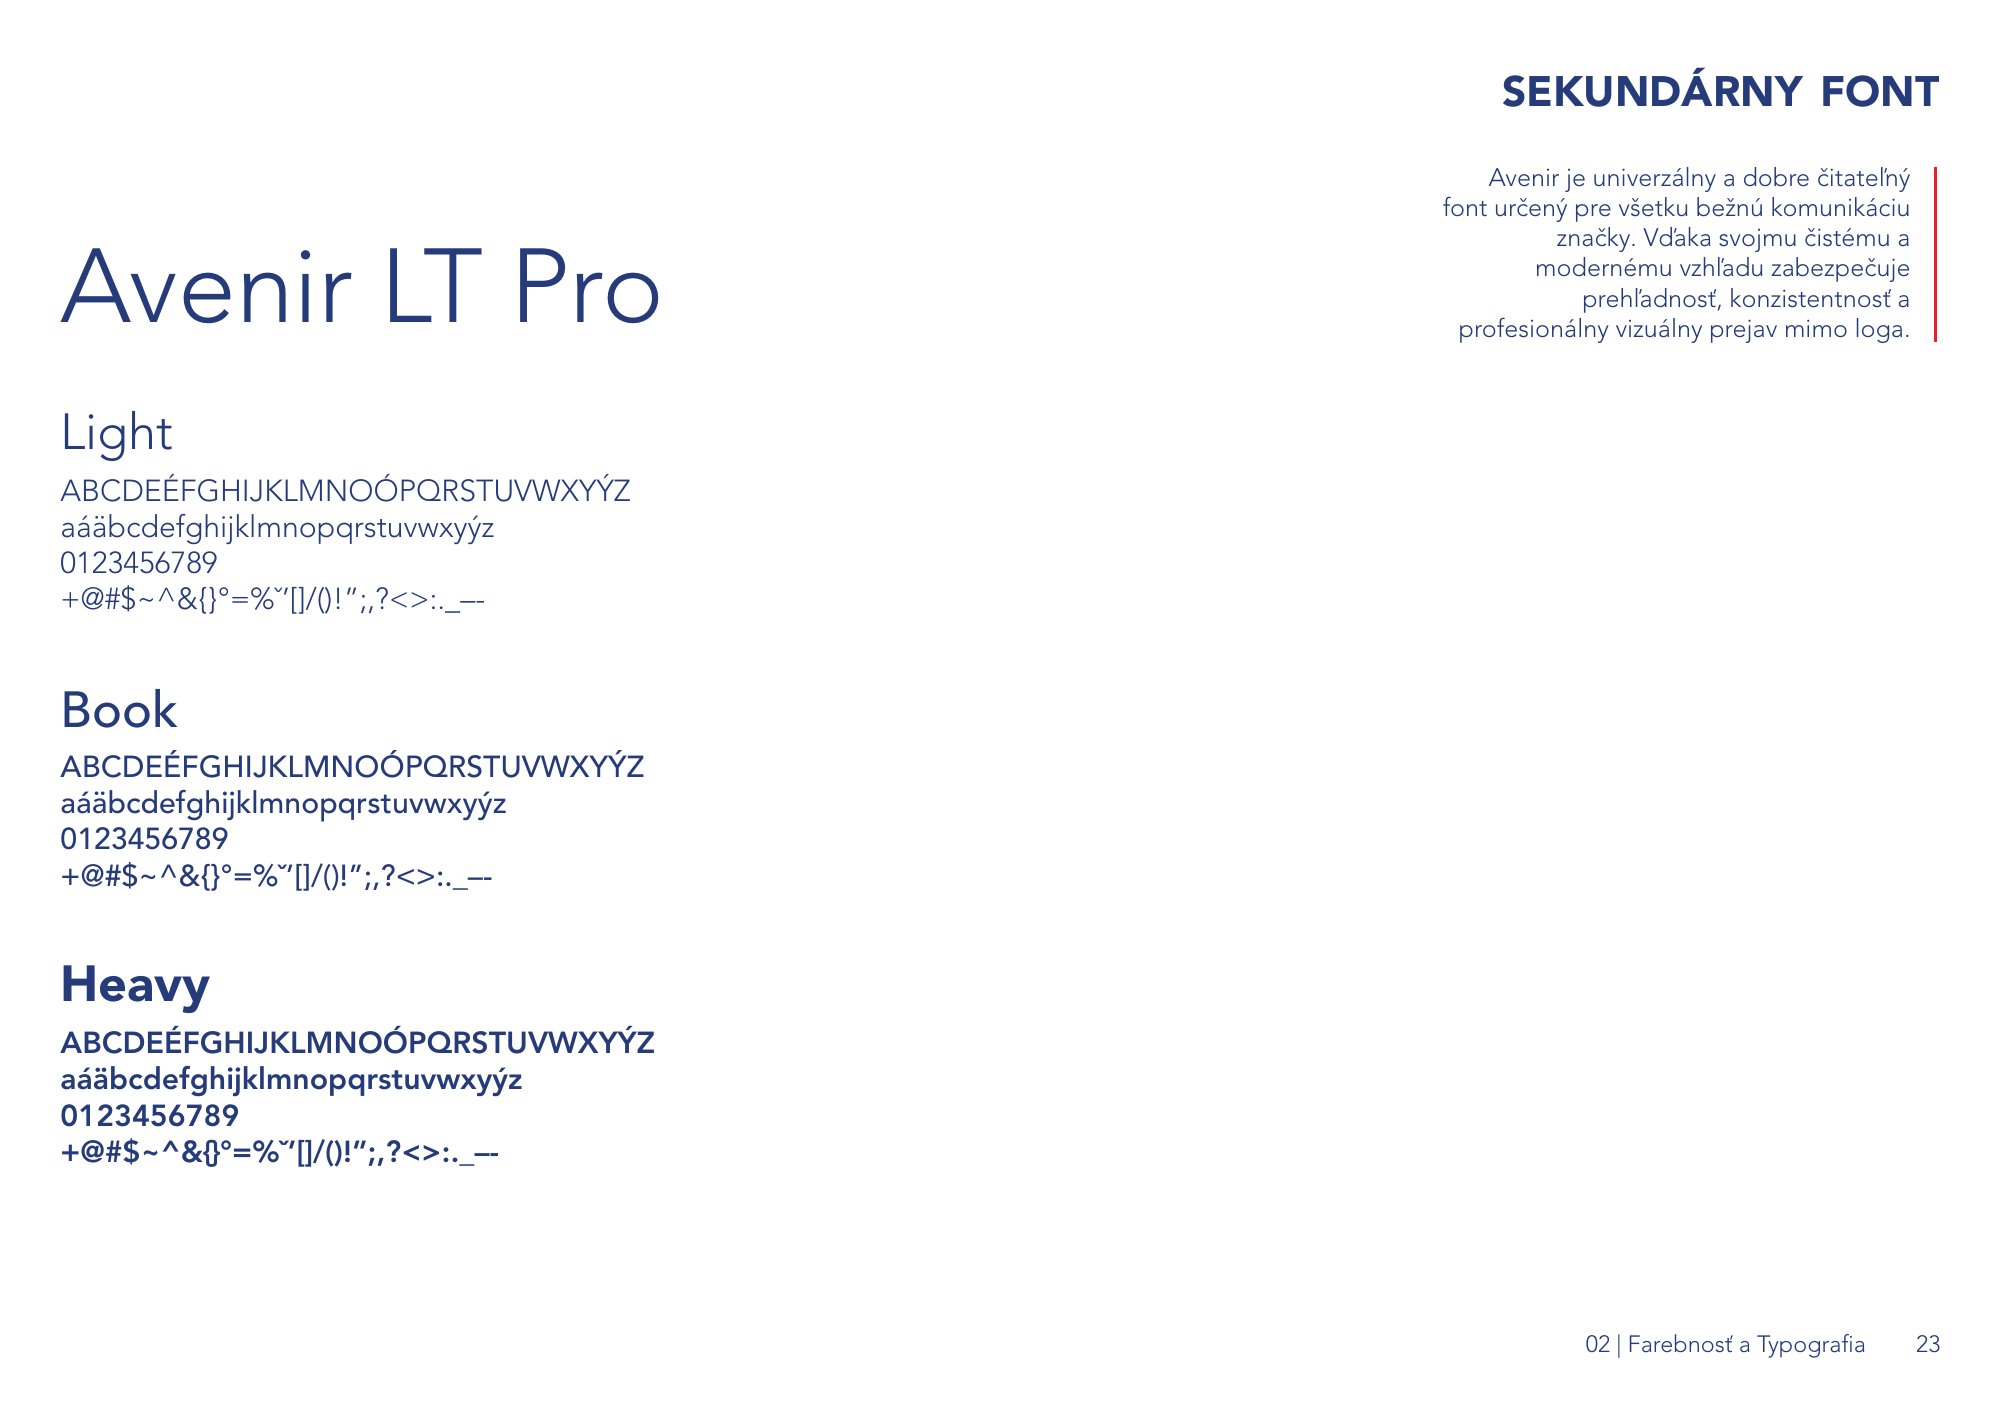 SEKUNDÁRNY FONT
Avenir je univerzálny a dobre čitateľný
font určený pre všetku bežnú komunikáciu
značky. Vďaka svojmu čistému a
modernému vzhľadu zabezpečuje
prehľadnosť, konzistentnosť a
profesionálny vizuálny prejav mimo loga.
Avenir LT Pro
Light
ABCDEÉFGHIJKLMNOÓPQRSTUVWXYÝZ
aáäbcdefghijklmnopqrstuvwxyýz
0123456789
+@#$~^&{}°=%ˇ’[]/()!”;,?<>:._–-
Book
ABCDEÉFGHIJKLMNOÓPQRSTUVWXYÝZ
aáäbcdefghijklmnopqrstuvwxyýz
0123456789
+@#$~^&{}°=%ˇ’[]/()!”;,?<>:._–-
Heavy
ABCDEÉFGHIJKLMNOÓPQRSTUVWXYÝZ
aáäbcdefghijklmnopqrstuvwxyýz
0123456789
+@#$~^&{}°=%ˇ’[]/()!”;,?<>:._–-
02 | Farebnosť a Typografia 23